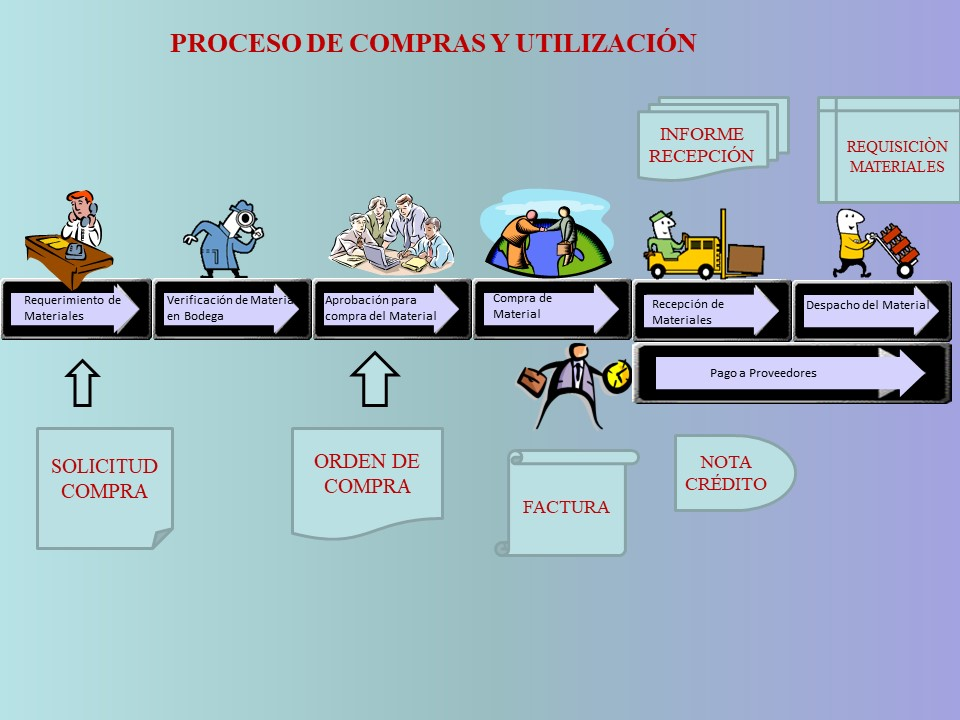 PROCESO DE COMPRAS Y UTILIZACIÓN
INFORME
RECEPCIÓN
REQUISICIÒN
MATERIALES
Requerimiento de
Materiales
Verificación de Materia
en Bodega
Aprobación para
compra del Material
Compra de
Material
Recepción de
Materiales
Despacho del Material
Pago a Proveedores
SOLICITUD
COMPRA
ORDEN DE
COMPRA
FACTURA
NOTA
CRÉDITO